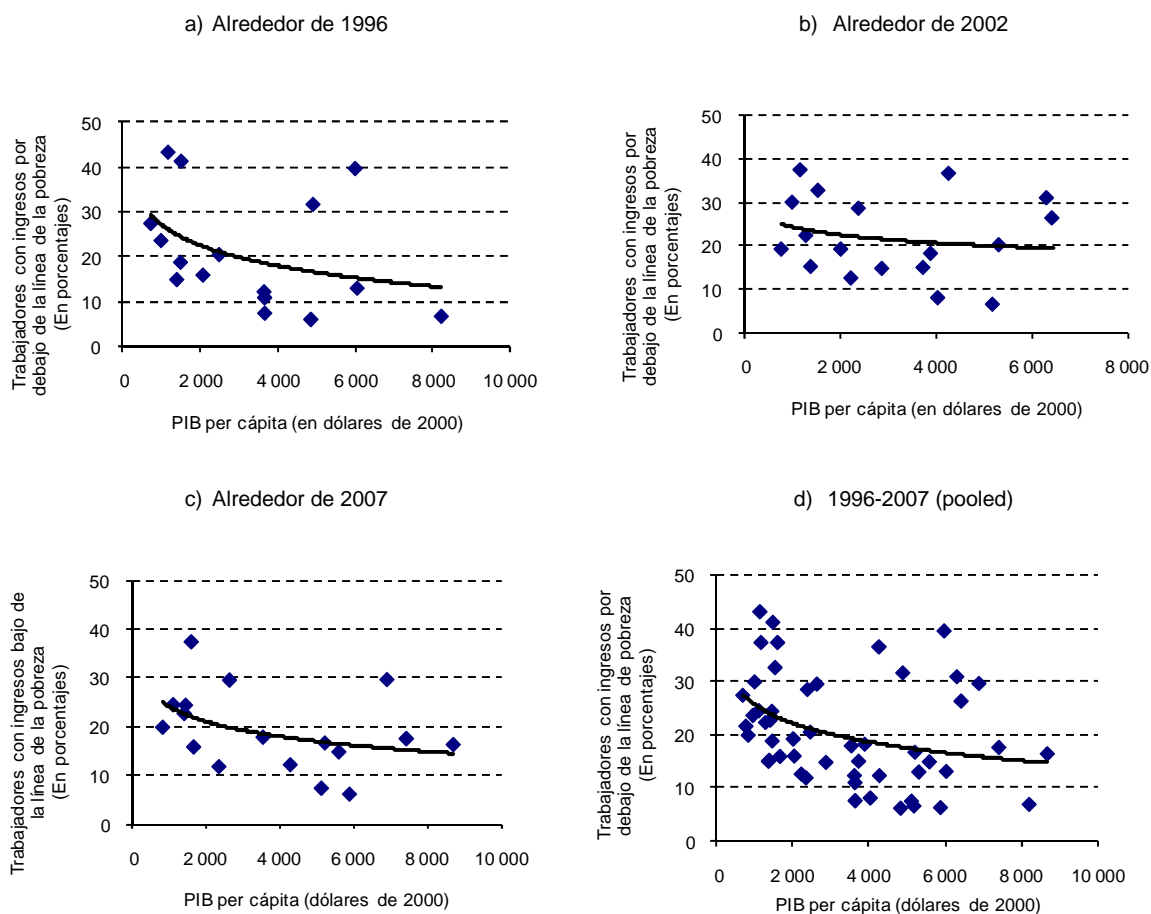 a) Alrededor de 1996
Trabajadores con ingresos por
debajo de la línea de la pobreza
(En porcentajes)
50
40
30
20
10
0
0 2 000 4 000 6 000 8 000 10 000
PIB per cápita (en dólares de 2000)
b) Alrededor de 2002
Trabajadores con ingresos por
debajo de la línea de la pobreza
(En porcentajes)
50
40
30
20
10
0
0 2 000 4 000 6 000 8 000
PIB per cápita (en dólares de 2000)
c) Alrededor de 2007
Trabajadores con ingresos bajo de
la línea de la pobreza
(En porcentajes)
50
40
30
20
10
0
0 2 000 4 000 6 000 8 000 10 000
PIB per cápita (dólares de 2000)
d) 1996-2007 (pooled)
Trabajadores con ingresos por
debajo de la línea de pobreza
(En porcentajes)
50
40
30
20
10
0
0 2 000 4 000 6 000 8 000 10 000
PIB per cápita (dólares de 2000)